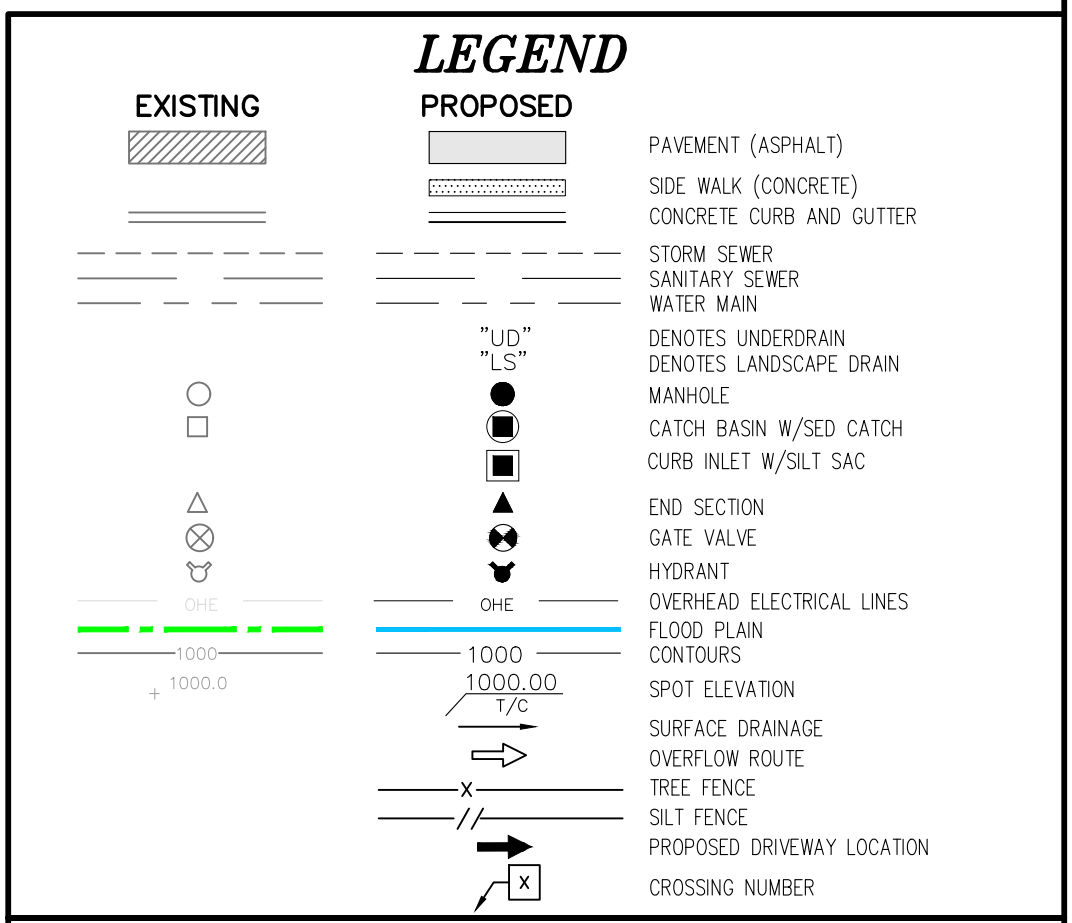 LEGEND
EXISTING PROPOSED
PAVEMENT (ASPHALT)
SIDE WALK (CONCRETE)
CONCRETE CURB AND GUTTER
STORM SEWER
SANITARY SEWER
WATER MAIN
"UD" DENOTES UNDERDRAIN
"LS" DENOTES LANDSCAPE DRAIN
MANHOLE
CATCH BASIN W/SED CATCH
CURB INLET W/SILT SAC
END SECTION
GATE VALVE
HYDRANT
OHE OHE OVERHEAD ELECTRICAL LINES
FLOOD PLAIN
1000 1000 CONTOURS
1000.0 1000.00 SPOT ELEVATION
T/C
SURFACE DRAINAGE
OVERFLOW ROUTE
X TREE FENCE
SILT FENCE
PROPOSED DRIVEWAY LOCATION
X CROSSING NUMBER